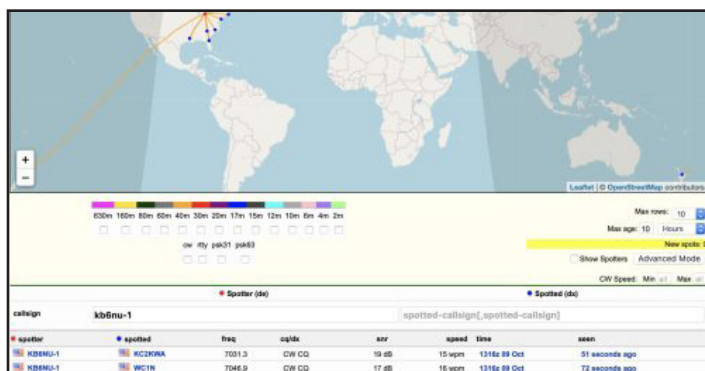 +
−
Leaflet | © OpenStreetMap contributors
630m 160m 80m 60m 40m 30m 20m 17m 15m 12m 10m 6m 4m 2m
cw rtty psk31 psk63
Max rows: 10
Max age: 10 Hours
New spots:
Show Spotters Advanced Mode
CW Speed: Min all Max
Spotter (de) Spotted (dx)
callsign kb6nu-1 spotted-callsign[,spotted-callsign]
spotter spotted freq cq/dx snr speed time seen
KB6NU-1 KC2KWA 7031.3 CW CQ 19 dB 15 wpm 1316z 09 Oct 51 seconds ago
KB6NU-1 WC1N 7046.9 CW CQ 17 dB 16 wpm 1316z 09 Oct 72 seconds ago